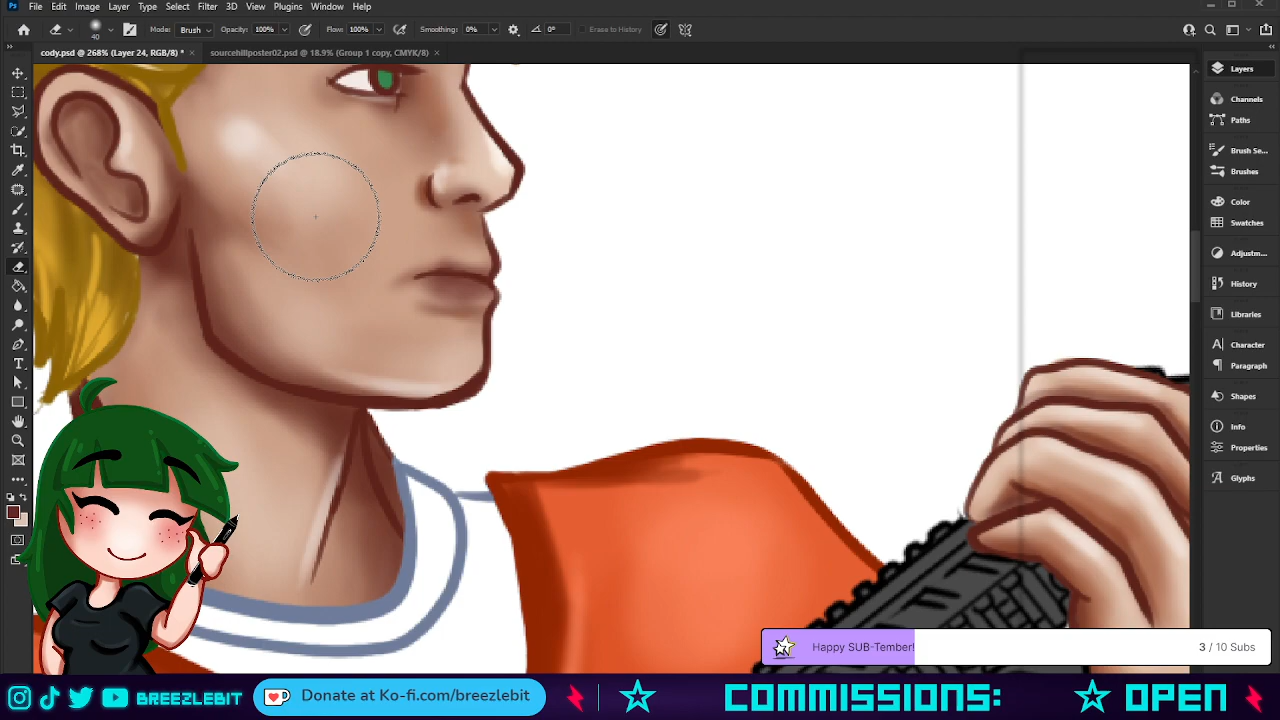 Ps File Edit Image Layer Type Select Filter 3D View Plugins Window Help
40 Mode: Brush Opacity: 100% Flow: 100% Smoothing: 0% 0° Erase to History
cody.psd @ 268% (Layer 24, RGB/8) * × sourcehillposter02.psd @ 18.9% (Group 1 copy, CMYK/8) ×
Layers
Channels
Paths
Brush Se...
Brushes
Color
Swatches
Adjustm...
History
Libraries
Character
Paragraph
Shapes
Info
Properties
Glyphs
Happy SUB-Tember! 3 / 10 Subs
BREEZLEBIT Donate at Ko-fi.com/breezlebit COMMISSIONS: OPEN